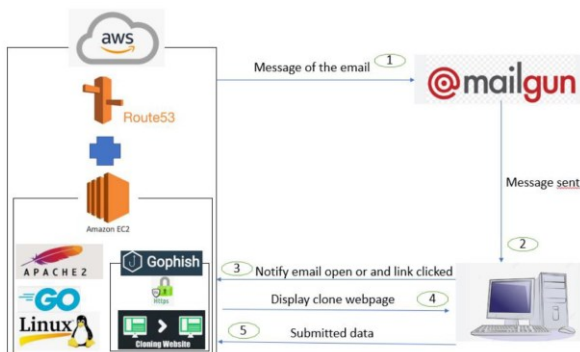 aws
1
Message of the email
@mailgun
Route53
Message sent
Amazon EC2
2
APACHE2
Gophish
3
Notify email open or and link clicked
Https
GO
Display clone webpage
4
Linux
5
Submitted data
Cloning Website